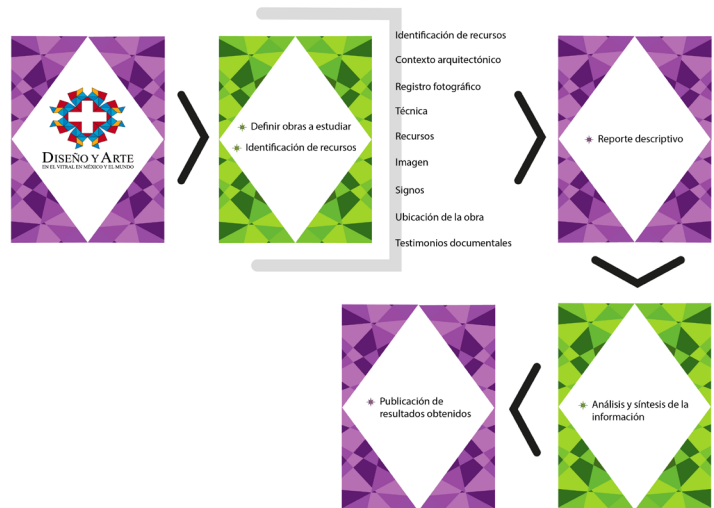 DISEÑO Y ARTE
EN EL VITRAL EN MÉXICO Y EL MUNDO
Definir obras a estudiar
Identificación de recursos
Identificación de recursos
Contexto arquitectónico
Registro fotográfico
Técnica
Recursos
Imagen
Signos
Ubicación de la obra
Testimonios documentales
Reporte descriptivo
Análisis y síntesis de la
información
Publicación de
resultados obtenidos